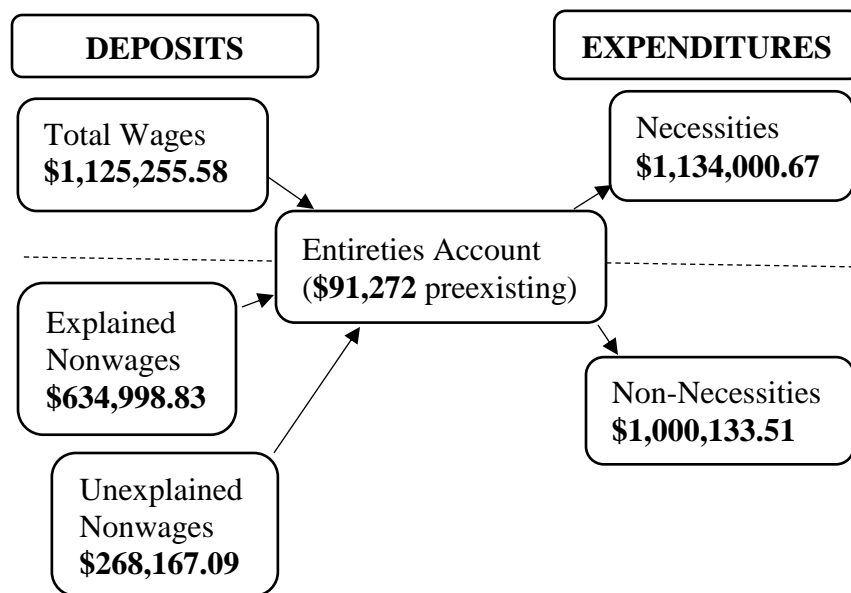 DEPOSITS
EXPENDITURES
Total Wages
$1,125,255.58
Necessities
$1,134,000.67
Entireties Account
($91,272 preexisting)
Explained
Nonwages
$634,998.83
Non-Necessities
$1,000,133.51
Unexplained
Nonwages
$268,167.09